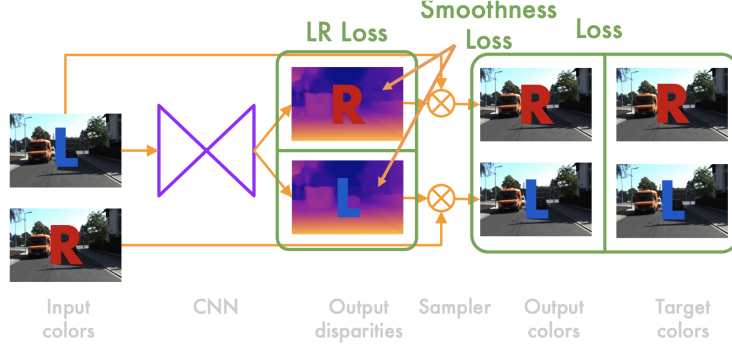 Smoothness
LR Loss
Loss
Loss
R
R
R
L
L
L
L
R
Input
colors
CNN
Output
disparities
Sampler
Output
colors
Target
colors